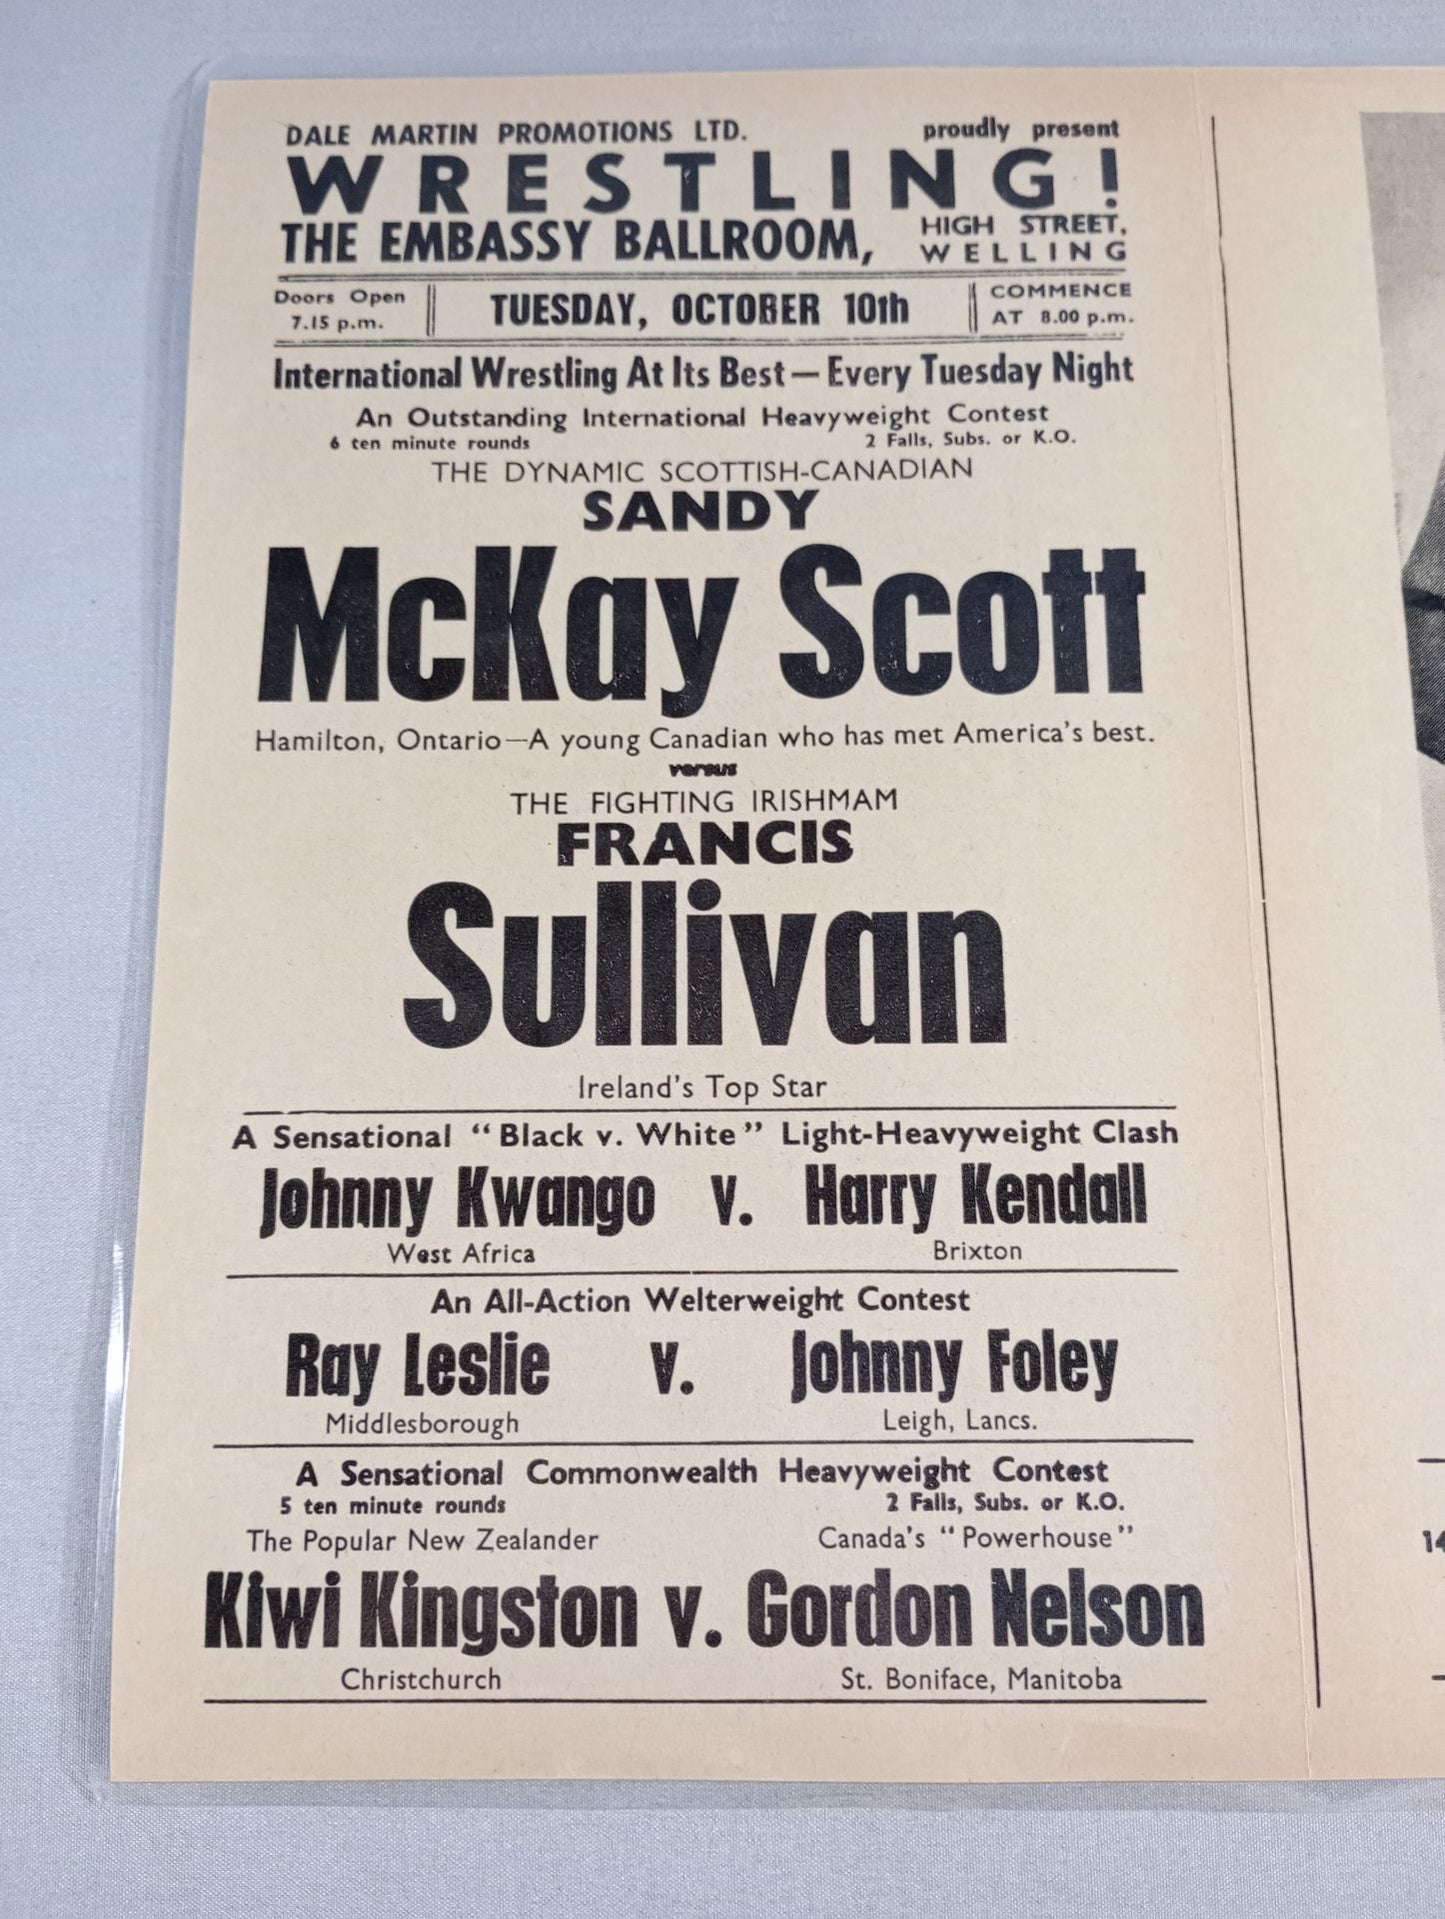 DALE MARTIN PROMOTIONS LTD. proudly present
WRESTLING!
THE EMBASSY BALLROOM, HIGH STREET, WELLING
Doors Open 7.15 p.m. TUESDAY, OCTOBER 10th COMMENCE AT 8.00 p.m.
International Wrestling At Its Best — Every Tuesday Night
An Outstanding International Heavyweight Contest
6 ten minute rounds 2 Falls, Subs. or K.O.
THE DYNAMIC SCOTTISH-CANADIAN
SANDY
McKay Scott
Hamilton, Ontario—A young Canadian who has met America's best.
versus
THE FIGHTING IRISHMAM
FRANCIS
Sullivan
Ireland's Top Star
A Sensational "Black v. White" Light-Heavyweight Clash
Johnny Kwango v. Harry Kendall
West Africa Brixton
An All-Action Welterweight Contest
Ray Leslie v. Johnny Foley
Middlesborough Leigh, Lancs.
A Sensational Commonwealth Heavyweight Contest
5 ten minute rounds 2 Falls, Subs. or K.O.
The Popular New Zealander Canada's "Powerhouse"
Kiwi Kingston v. Gordon Nelson
Christchurch St. Boniface, Manitoba
14